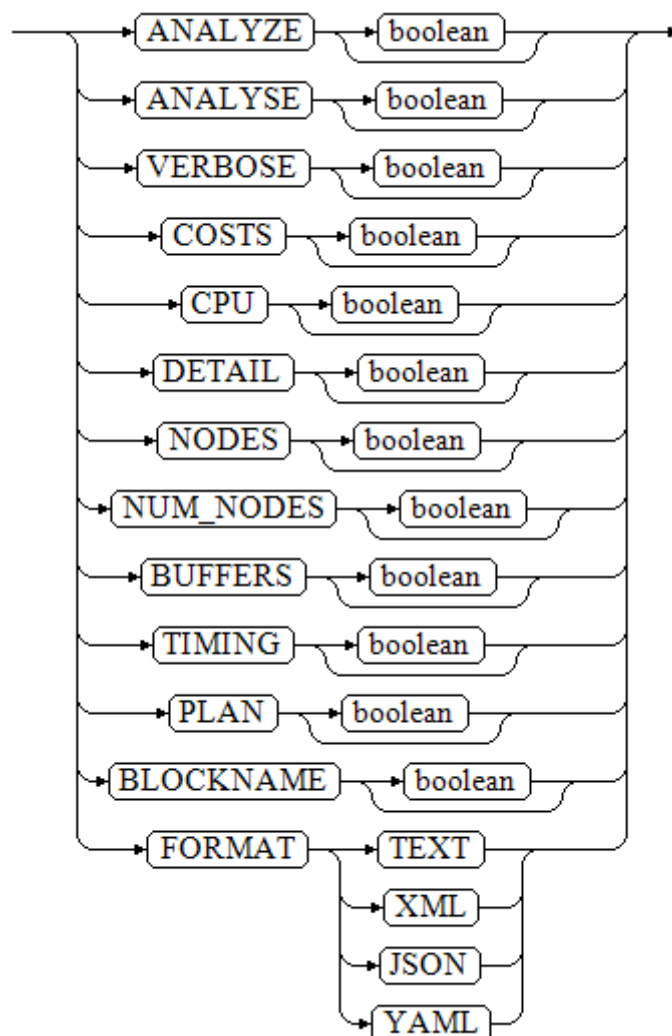 ANALYZE boolean
ANALYSE boolean
VERBOSE boolean
COSTS boolean
CPU boolean
DETAIL boolean
NODES boolean
NUM_NODES boolean
BUFFERS boolean
TIMING boolean
PLAN boolean
BLOCKNAME boolean
FORMAT TEXT
XML
JSON
YAML